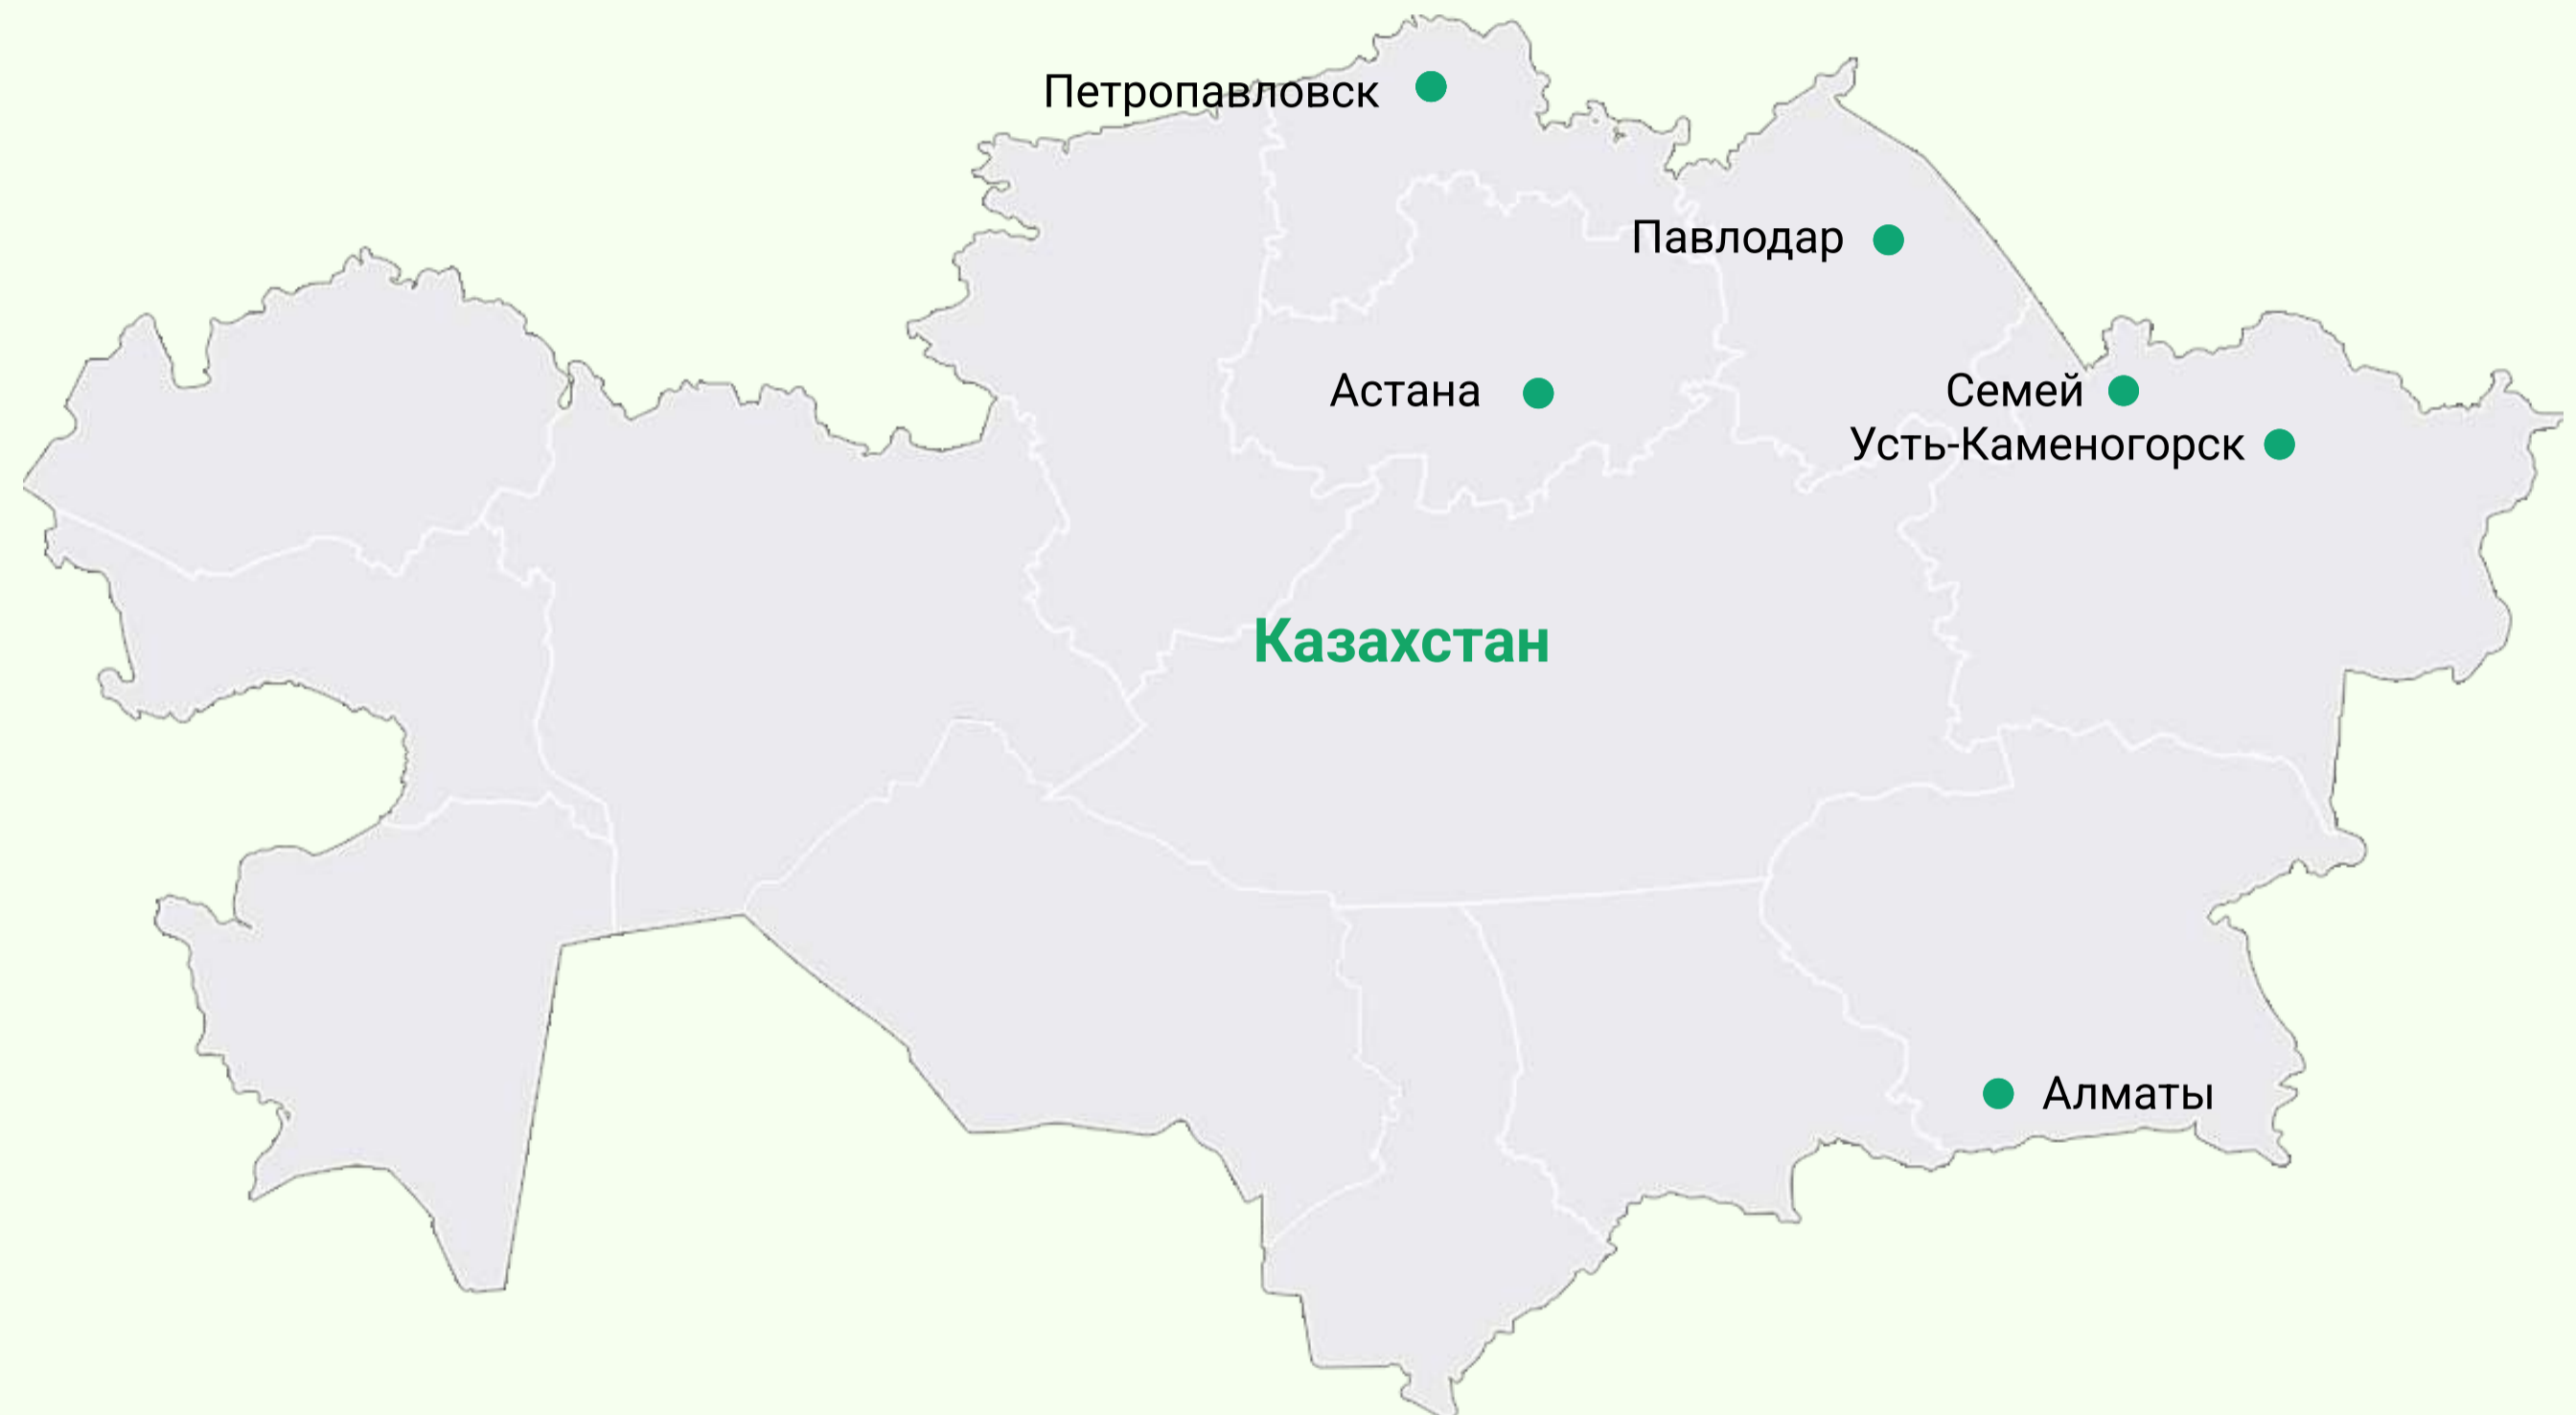 Петропавловск
Павлодар
Астана
Семей
Усть-Каменогорск
Казахстан
Алматы